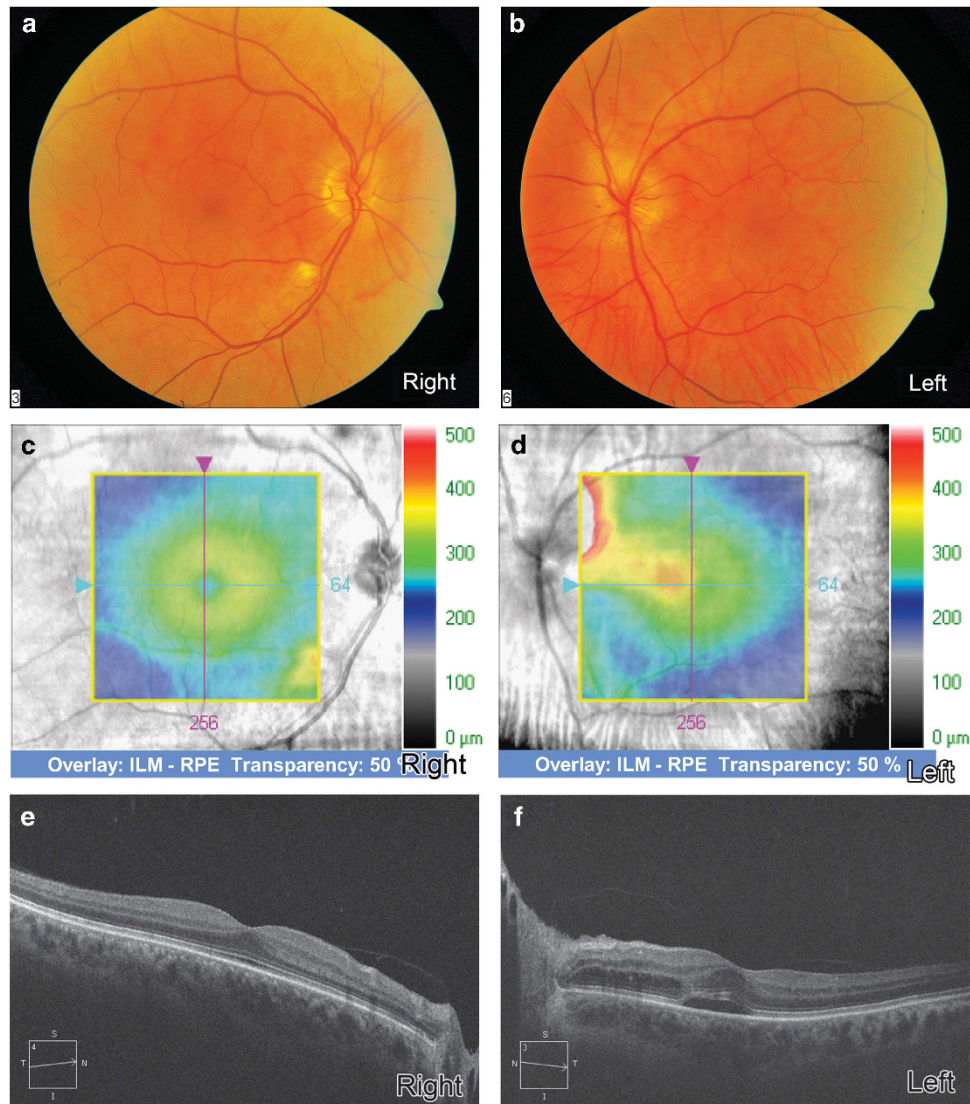 a
b
3
Right
6
Left
c
500
400
300
200
100
0 µm
64
256
Overlay: ILM - RPE Transparency: 50 %
Right
d
500
400
300
200
100
0 µm
64
256
Overlay: ILM - RPE Transparency: 50 %
Left
e
4
S
T
N
I
Right
f
3
S
N
T
I
Left